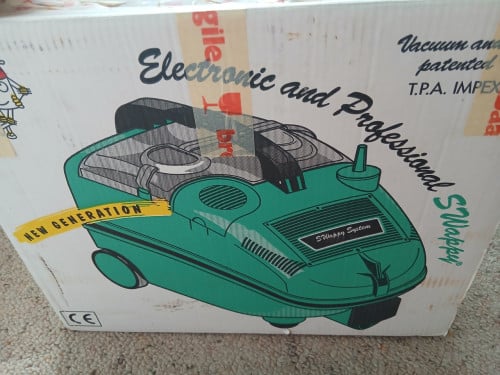 Electronic and Professional SWappy
Vacuum and
patented
T.P.A. IMPEX
gile
NEW GENERATION
SWappy System
CE